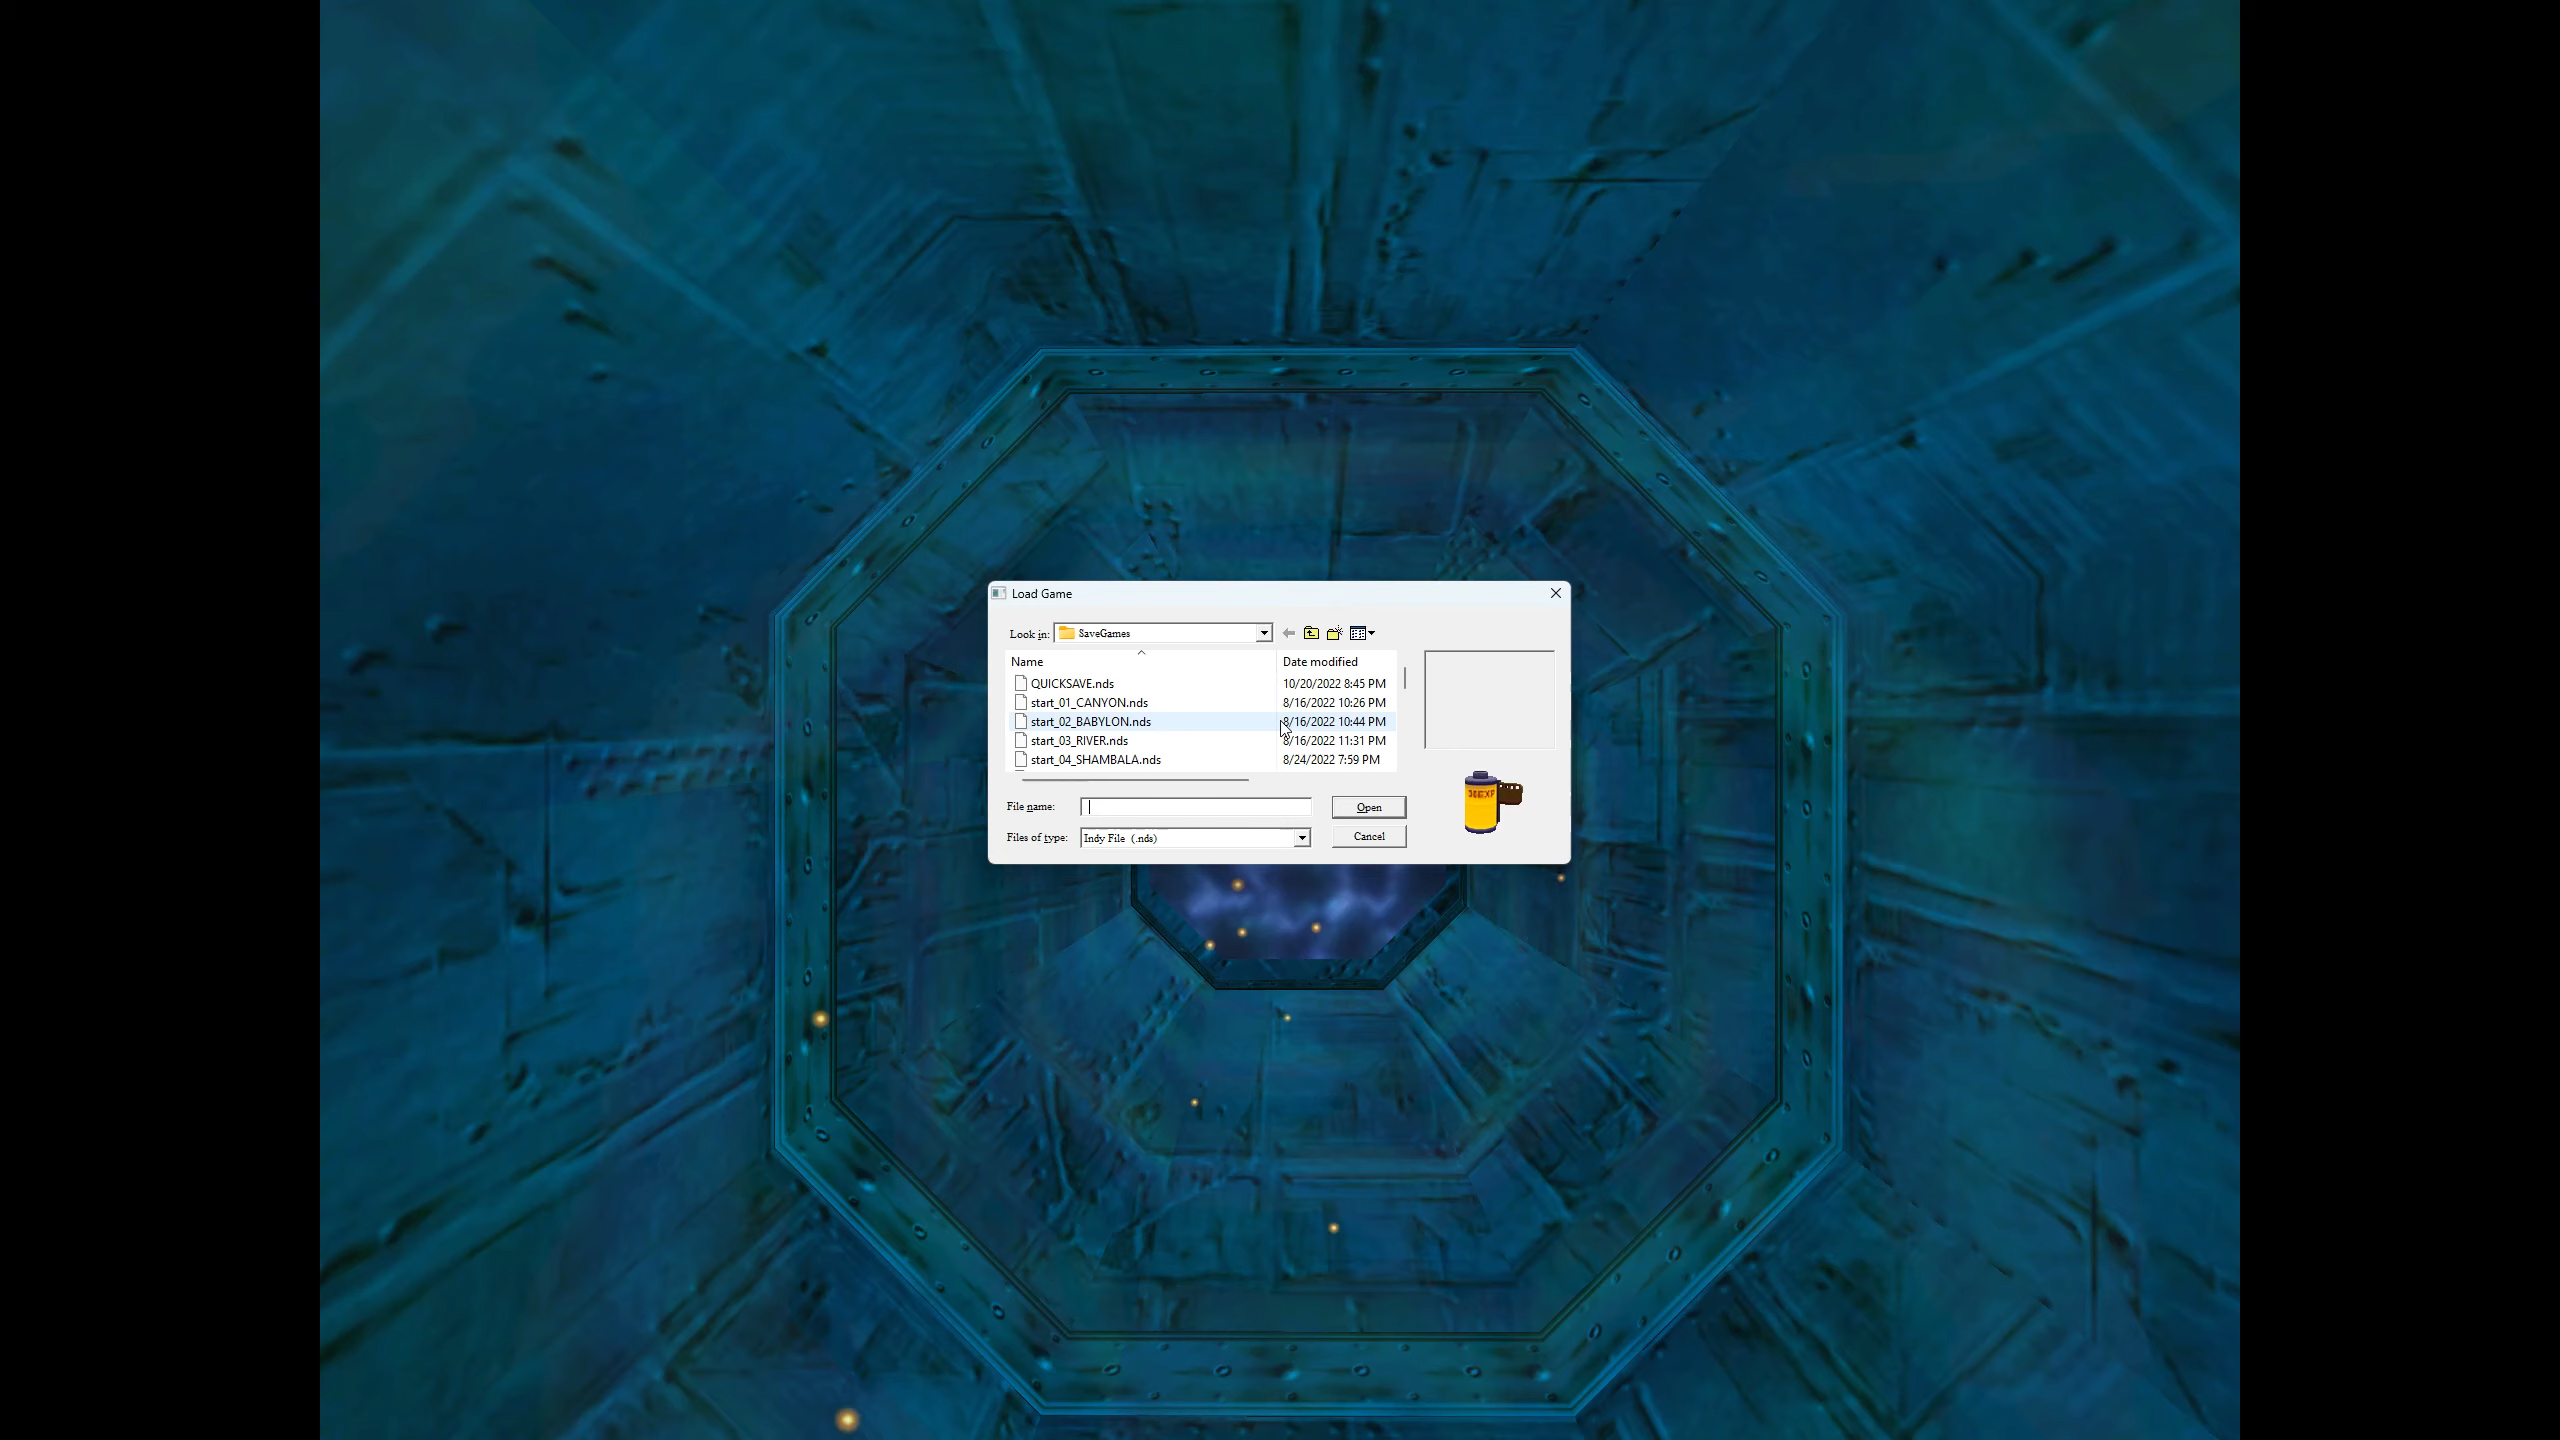 Load Game
Look in: SaveGames
Name Date modified
QUICKSAVE.nds 10/20/2022 8:45 PM
start_01_CANYON.nds 8/16/2022 10:26 PM
start_02_BABYLON.nds 8/16/2022 10:44 PM
start_03_RIVER.nds 8/16/2022 11:31 PM
start_04_SHAMBALA.nds 8/24/2022 7:59 PM
File name: Open
Files of type: Indy File (.nds) Cancel